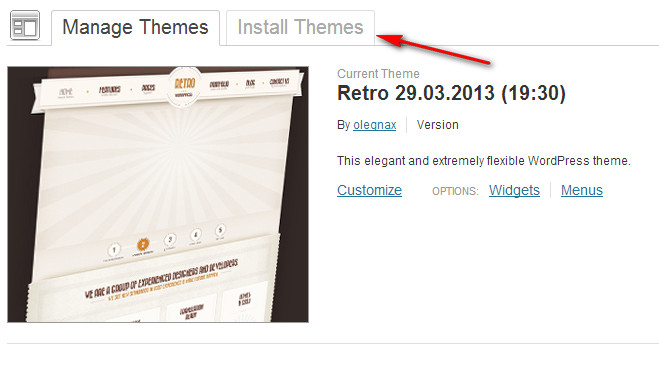 Manage Themes
Install Themes
Current Theme
Retro 29.03.2013 (19:30)
By olegnax Version
This elegant and extremely flexible WordPress theme.
Customize OPTIONS: Widgets Menus
HOME FEATURES PAGES RETRO PORTFOLIO BLOG CONTACT US
1 2 3 4 5
WE ARE A GROUP OF EXPERIENCED DESIGNERS AND DEVELOPERS